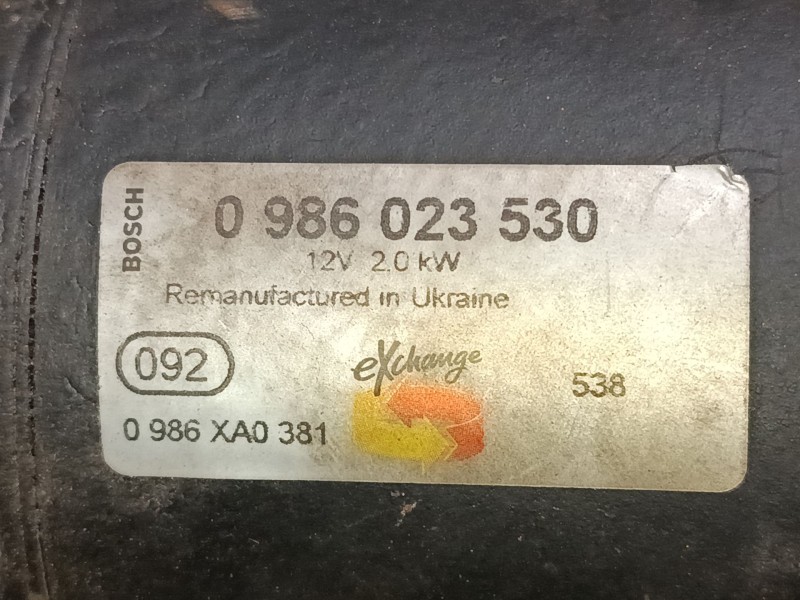 BOSCH
0 986 023 530
12V 2.0 kW
Remanufactured in Ukraine
092
eXchange
538
0 986 XA0 381